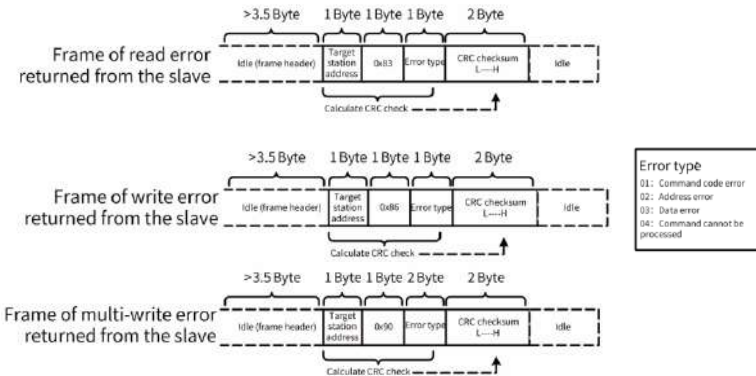 >3.5 Byte 1 Byte 1 Byte 1 Byte 2 Byte
Frame of read error
returned from the slave
Idle (frame header) Target station address 0x83 Error type CRC checksum L----H Idle
Calculate CRC check
>3.5 Byte 1 Byte 1 Byte 1 Byte 2 Byte
Frame of write error
returned from the slave
Idle (frame header) Target station address 0x86 Error type CRC checksum L----H Idle
Calculate CRC check
Error type
01: Command code error
02: Address error
03: Data error
04: Command cannot be
processed
>3.5 Byte 1 Byte 1 Byte 2 Byte 2 Byte
Frame of multi-write error
returned from the slave
Idle (frame header) Target station address 0x90 Error type CRC checksum L----H Idle
Calculate CRC check